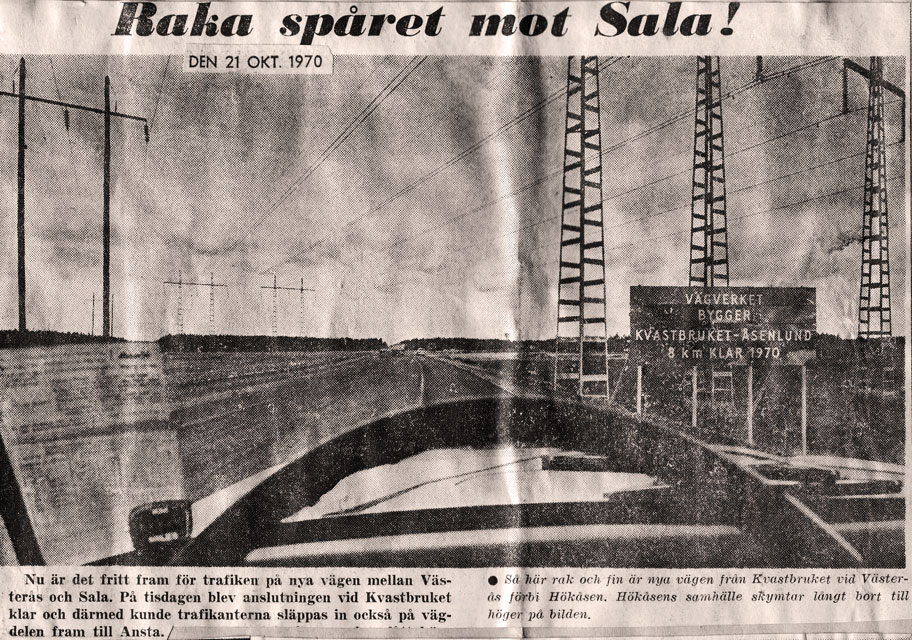 Raka spåret mot Sala!
DEN 21 OKT. 1970
VÄGVERKET
BYGGER
KVASTBRUKET-ÅSENLUND
8 km KLAR 1970
Nu är det fritt fram för trafiken på nya vägen mellan Väs-
terås och Sala. På tisdagen blev anslutningen vid Kvastbruket
klar och därmed kunde trafikanterna släppas in också på väg-
delen fram till Ansta.
● Så här rak och fin är nya vägen från Kvastbruket vid Väster-
ås förbi Hökåsen. Hökåsens samhälle skymtar långt bort till
höger på bilden.